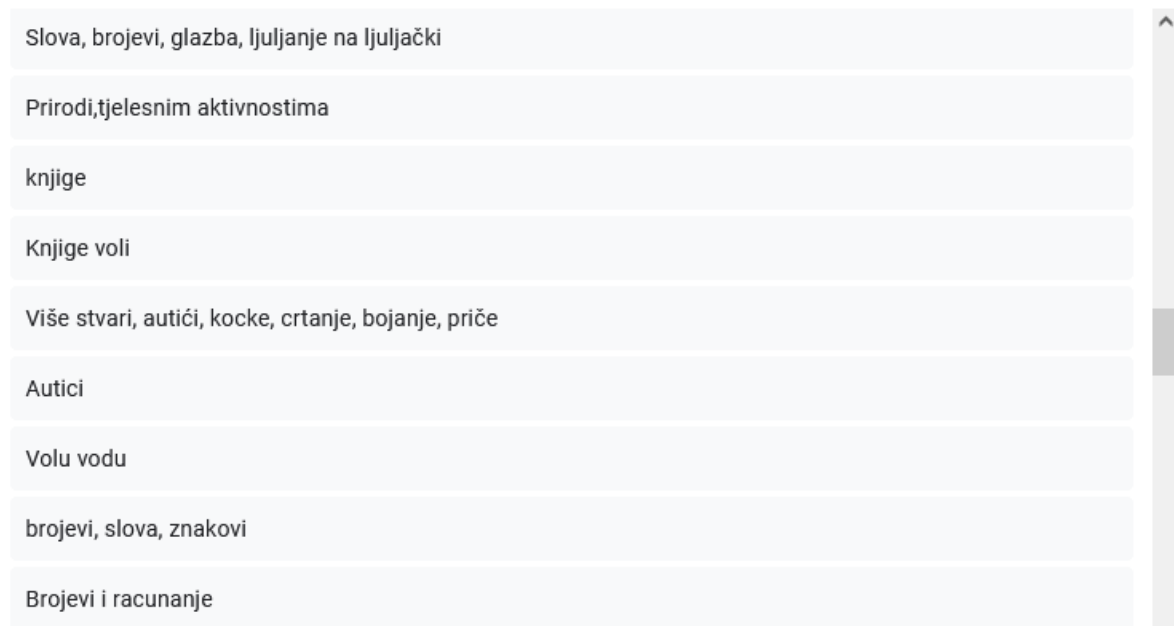 Slova, brojevi, glazba, ljuljanje na ljuljački
Prirodi,tjelesnim aktivnostima
knjige
Knjige voli
Više stvari, autići, kocke, crtanje, bojanje, priče
Autici
Volu vodu
brojevi, slova, znakovi
Brojevi i racunanje